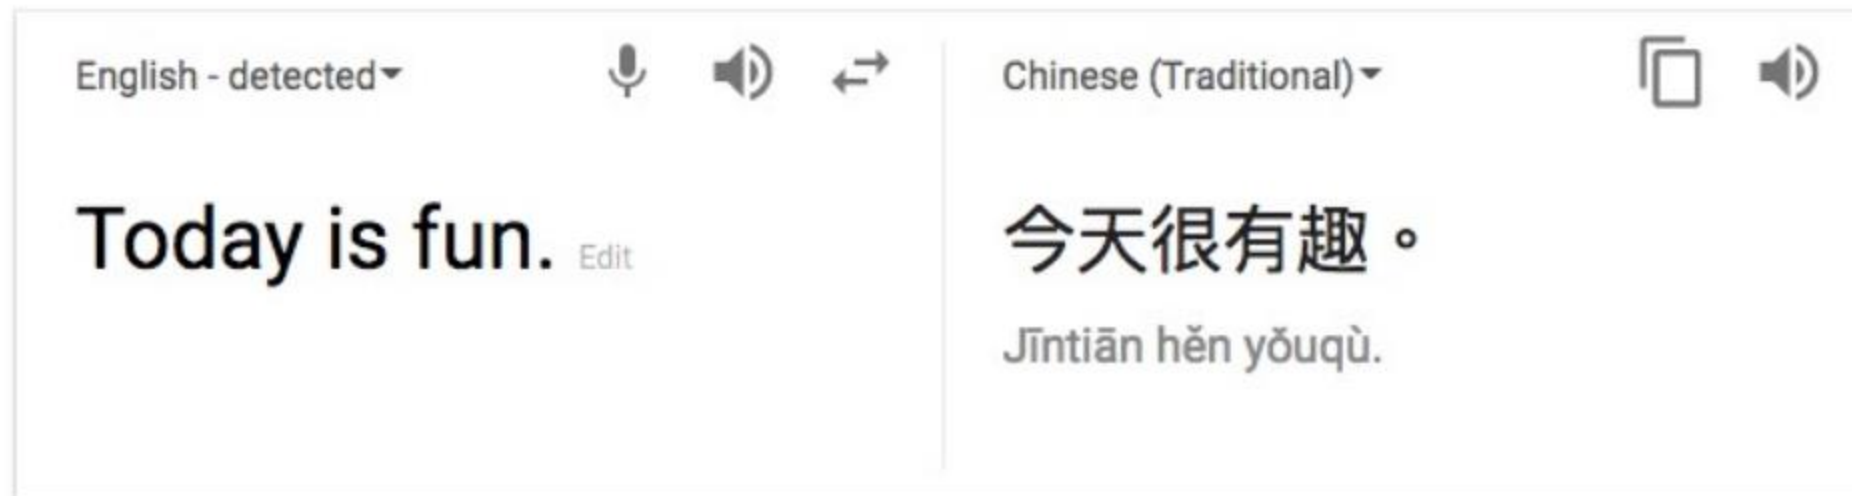 English - detected
Chinese (Traditional)
Today is fun. Edit
今天很有趣。
Jīntiān hěn yǒuqù.